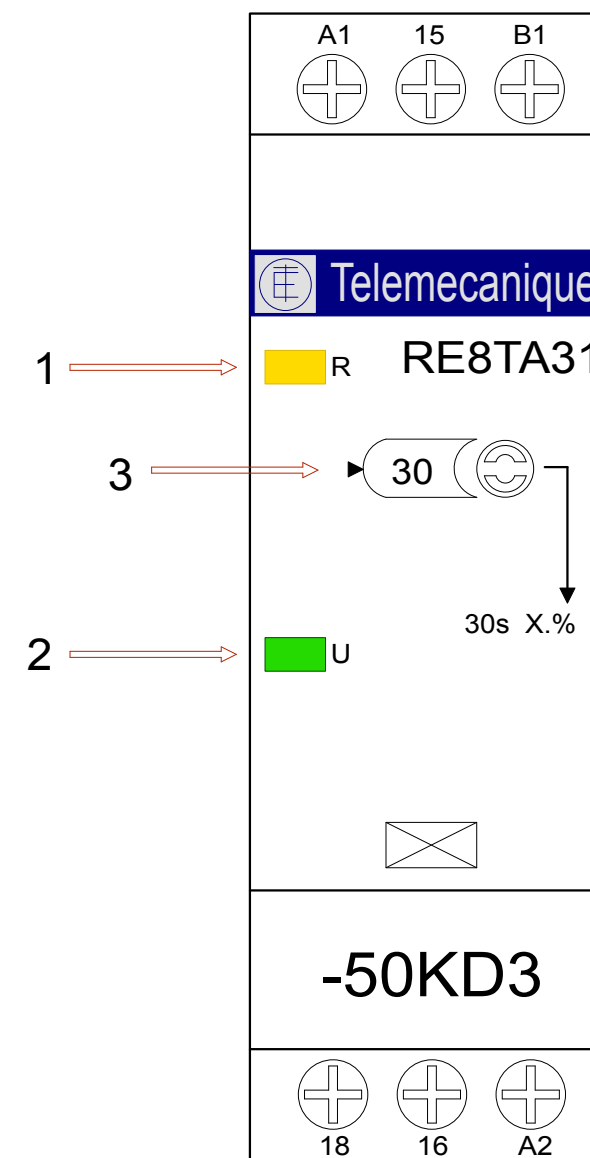 A1 15 B1
Telemecanique
1 R RE8TA31
3 30
30s X.%
2 U
-50KD3
18 16 A2